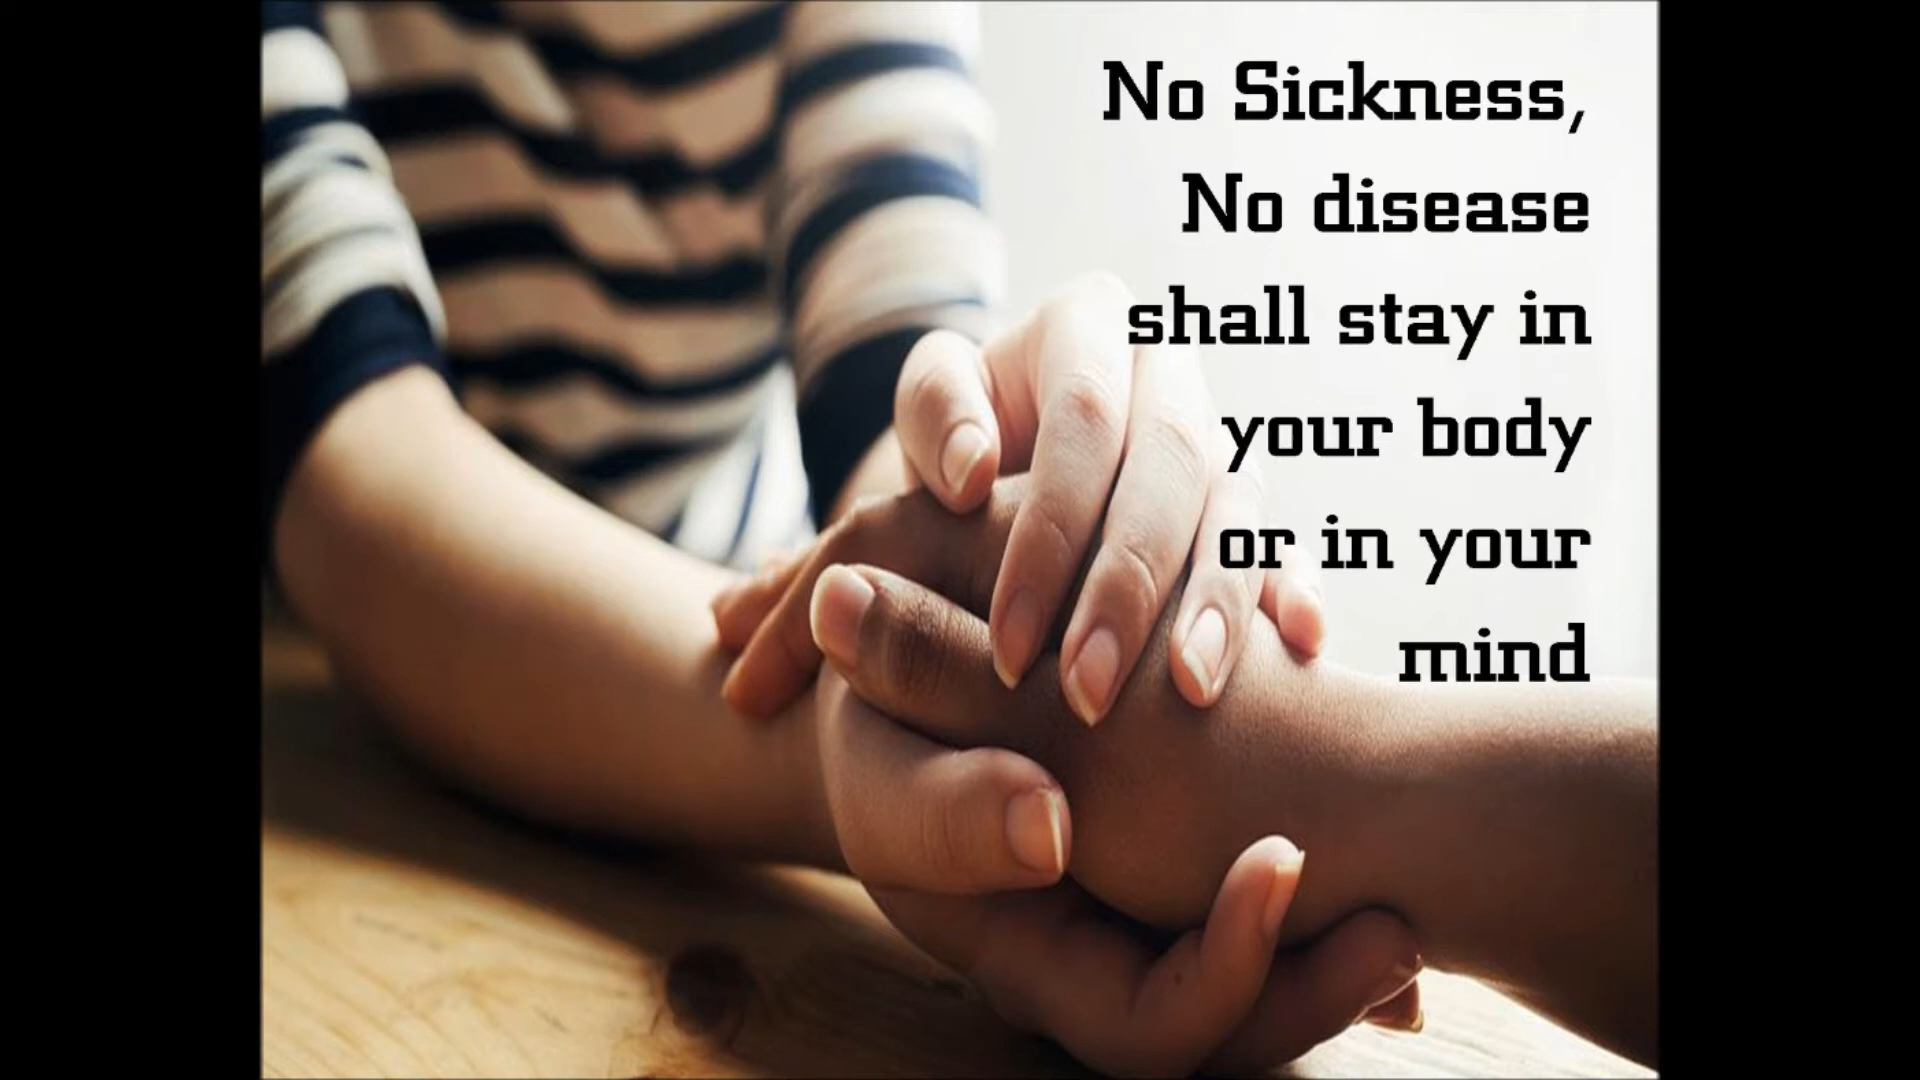 No Sickness,
No disease
shall stay in
your body
or in your
mind